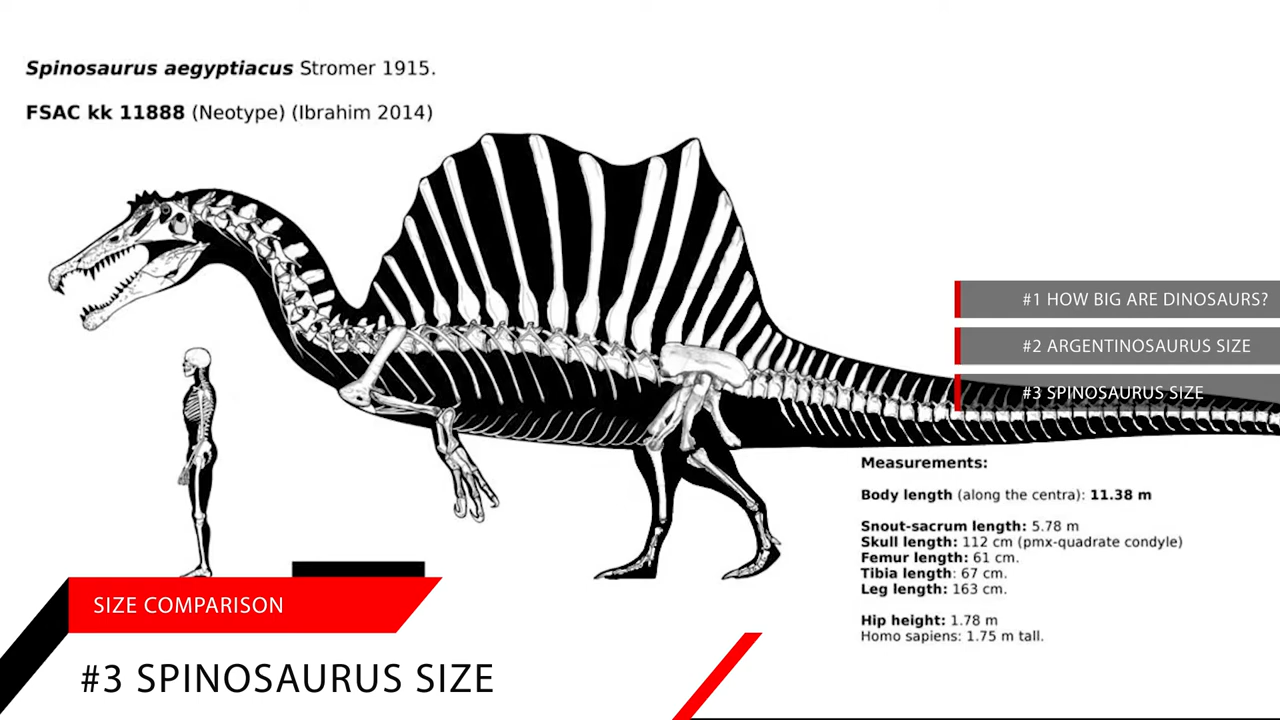 Spinosaurus aegyptiacus Stromer 1915.
FSAC kk 11888 (Neotype) (Ibrahim 2014)
#1 HOW BIG ARE DINOSAURS?
#2 ARGENTINOSAURUS SIZE
#3 SPINOSAURUS SIZE
Measurements:
Body length (along the centra): 11.38 m
Snout-sacrum length: 5.78 m
Skull length: 112 cm (pmx-quadrate condyle)
Femur length: 61 cm.
Tibia length: 67 cm.
Leg length: 163 cm.
Hip height: 1.78 m
Homo sapiens: 1.75 m tall.
SIZE COMPARISON
#3 SPINOSAURUS SIZE